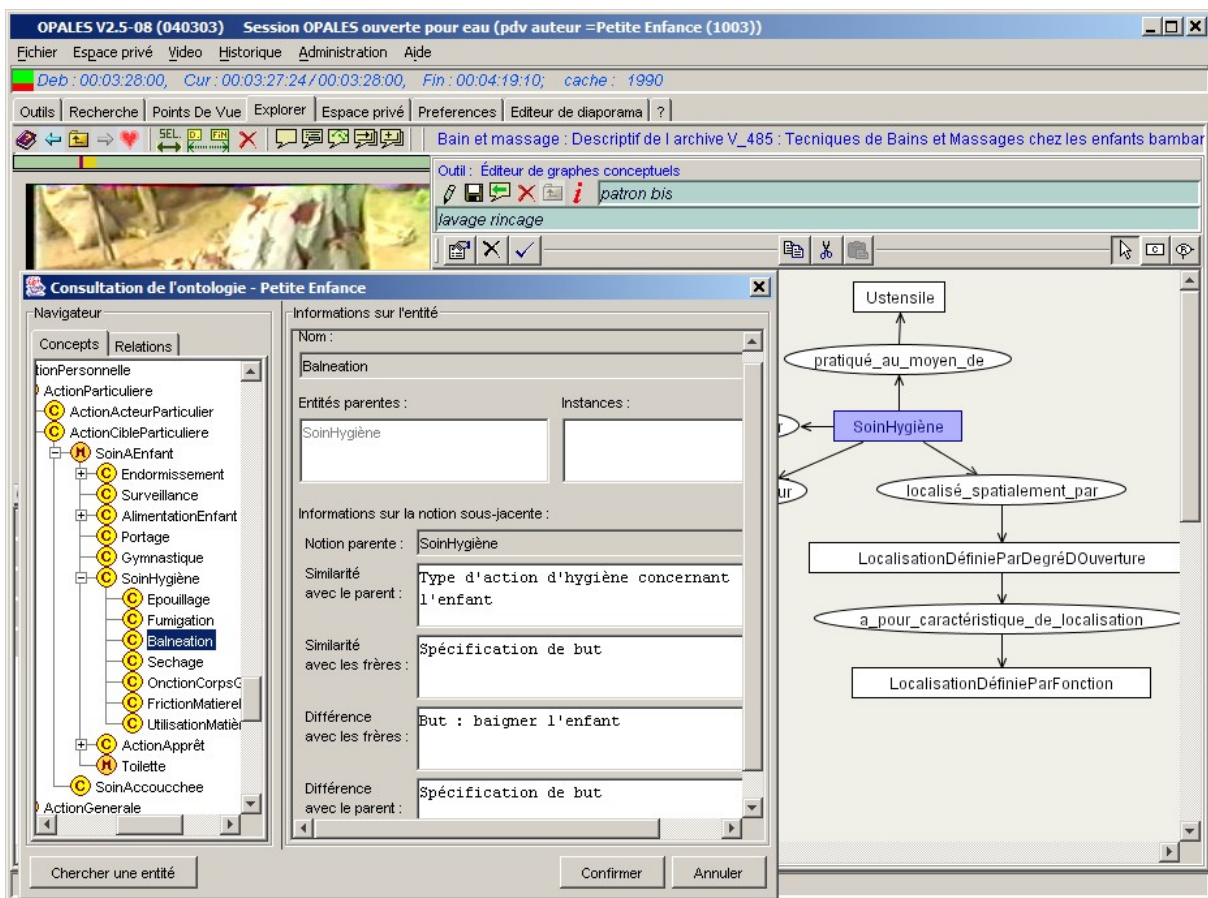 OPALES V2.5-08 (040303) Session OPALES ouverte pour eau (pdv auteur =Petite Enfance (1003))
Fichier Espace privé Video Historique Administration Aide
Deb : 00:03:28:00, Cur : 00:03:27:24/00:03:28:00, Fin : 00:04:19:10; cache : 1990
Outils Recherche Points De Vue Explorer Espace privé Preferences Editeur de diaporama ?
SEL. D. FIN Bain et massage : Descriptif de l archive V_485 : Tecniques de Bains et Massages chez les enfants bambar
Outil : Éditeur de graphes conceptuels
patron bis
lavage rincage
Consultation de l'ontologie - Petite Enfance
Navigateur
Concepts Relations
tionPersonnelle
ActionParticuliere
ActionActeurParticulier
ActionCibleParticuliere
SoinAEnfant
Endormissement
Surveillance
AlimentationEnfant
Portage
Gymnastique
SoinHygiène
Epouillage
Fumigation
Balneation
Sechage
OnctionCorpsG
FrictionMatierel
UtilisationMatièr
ActionApprêt
Toilette
SoinAccoucchee
ActionGenerale
Chercher une entité
Informations sur l'entité
Nom :
Balneation
Entités parentes : Instances :
SoinHygiène
Informations sur la notion sous-jacente :
Notion parente : SoinHygiène
Similarité
avec le parent :
Type d'action d'hygiène concernant
l'enfant
Similarité
avec les frères :
Spécification de but
Différence
avec les frères :
But : baigner l'enfant
Différence
avec le parent :
Spécification de but
Confirmer Annuler
Ustensile
pratiqué_au_moyen_de
SoinHygiène
r
ur
localisé_spatialement_par
LocalisationDéfinieParDegréDOuverture
a_pour_caractéristique_de_localisation
LocalisationDéfinieParFonction